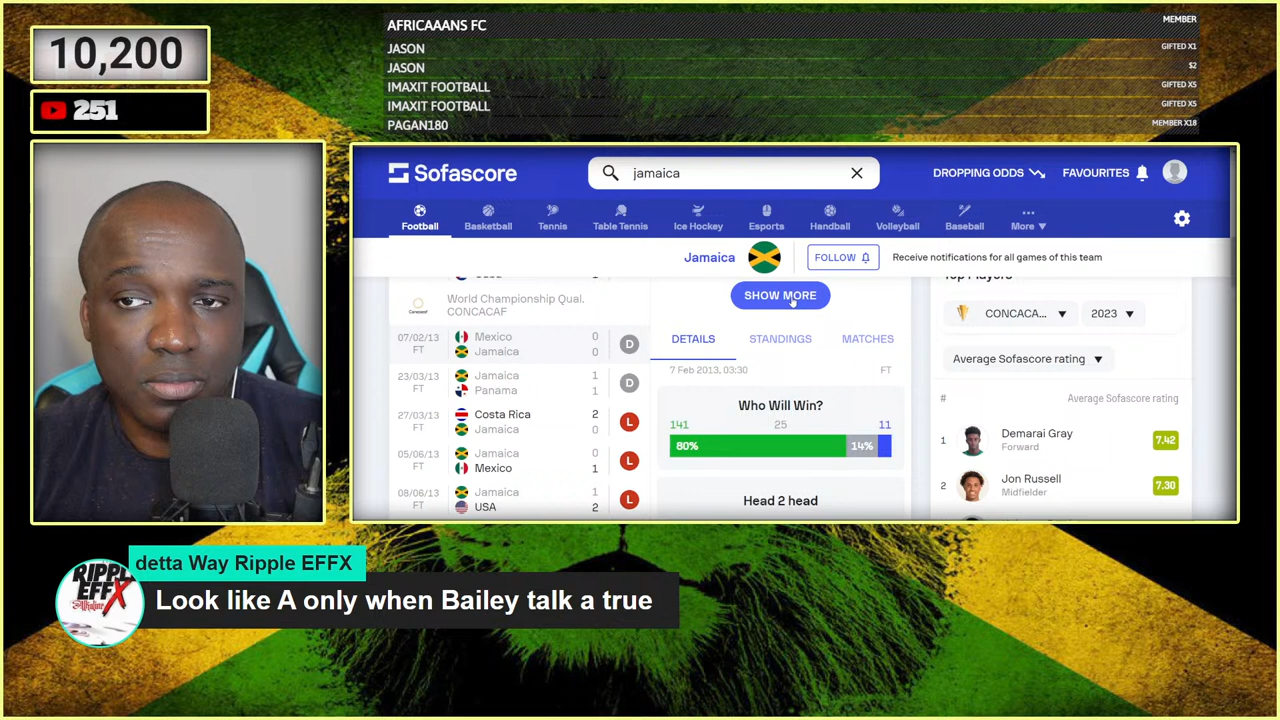 10,200
251
AFRICAAANS FC MEMBER
JASON GIFTED X1
JASON $2
IMAXIT FOOTBALL GIFTED X5
IMAXIT FOOTBALL GIFTED X5
PAGAN180 MEMBER X18
Sofascore
jamaica
DROPPING ODDS
FAVOURITES
Football
Basketball
Tennis
Table Tennis
Ice Hockey
Esports
Handball
Volleyball
Baseball
More
Jamaica
FOLLOW
Receive notifications for all games of this team
World Championship Qual.
CONCACAF
07/02/13 Mexico 0
FT Jamaica 0
D
23/03/13 Jamaica 1
FT Panama 1
D
27/03/13 Costa Rica 2
FT Jamaica 0
L
05/06/13 Jamaica 0
FT Mexico 1
L
08/06/13 Jamaica 1
FT USA 2
L
SHOW MORE
DETAILS STANDINGS MATCHES
7 Feb 2013, 03:30 FT
Who Will Win?
141 25 11
80% 14%
Head 2 head
Top Players
CONCACA... 2023
Average Sofascore rating
# Average Sofascore rating
1 Demarai Gray 7.42
Forward
2 Jon Russell 7.30
Midfielder
detta Way Ripple EFFX
RIPPL
EFFX
Look like A only when Bailey talk a true